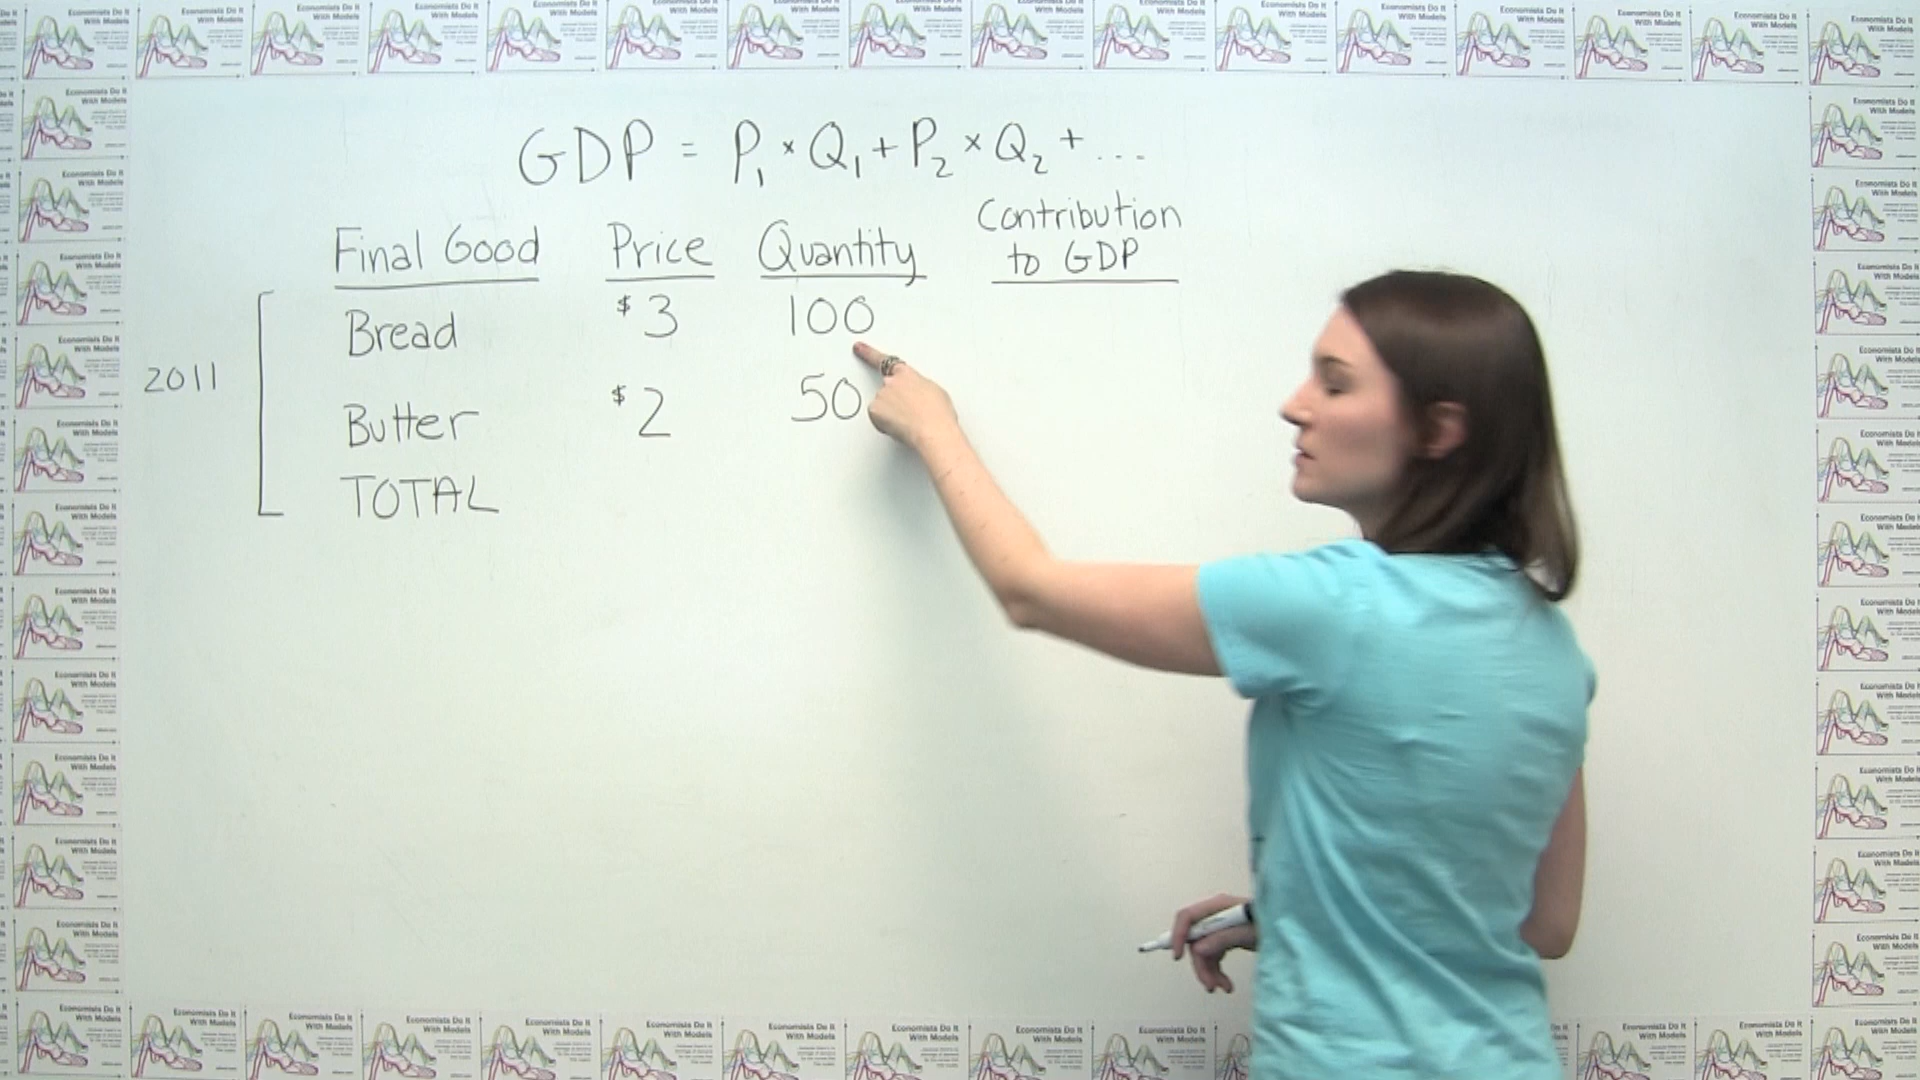 GDP = P₁ × Q₁ + P₂ × Q₂ + ...
Final Good Price Quantity Contribution to GDP
Bread $3 100
2011
Butter $2 50
TOTAL
Economists Do It
With Models